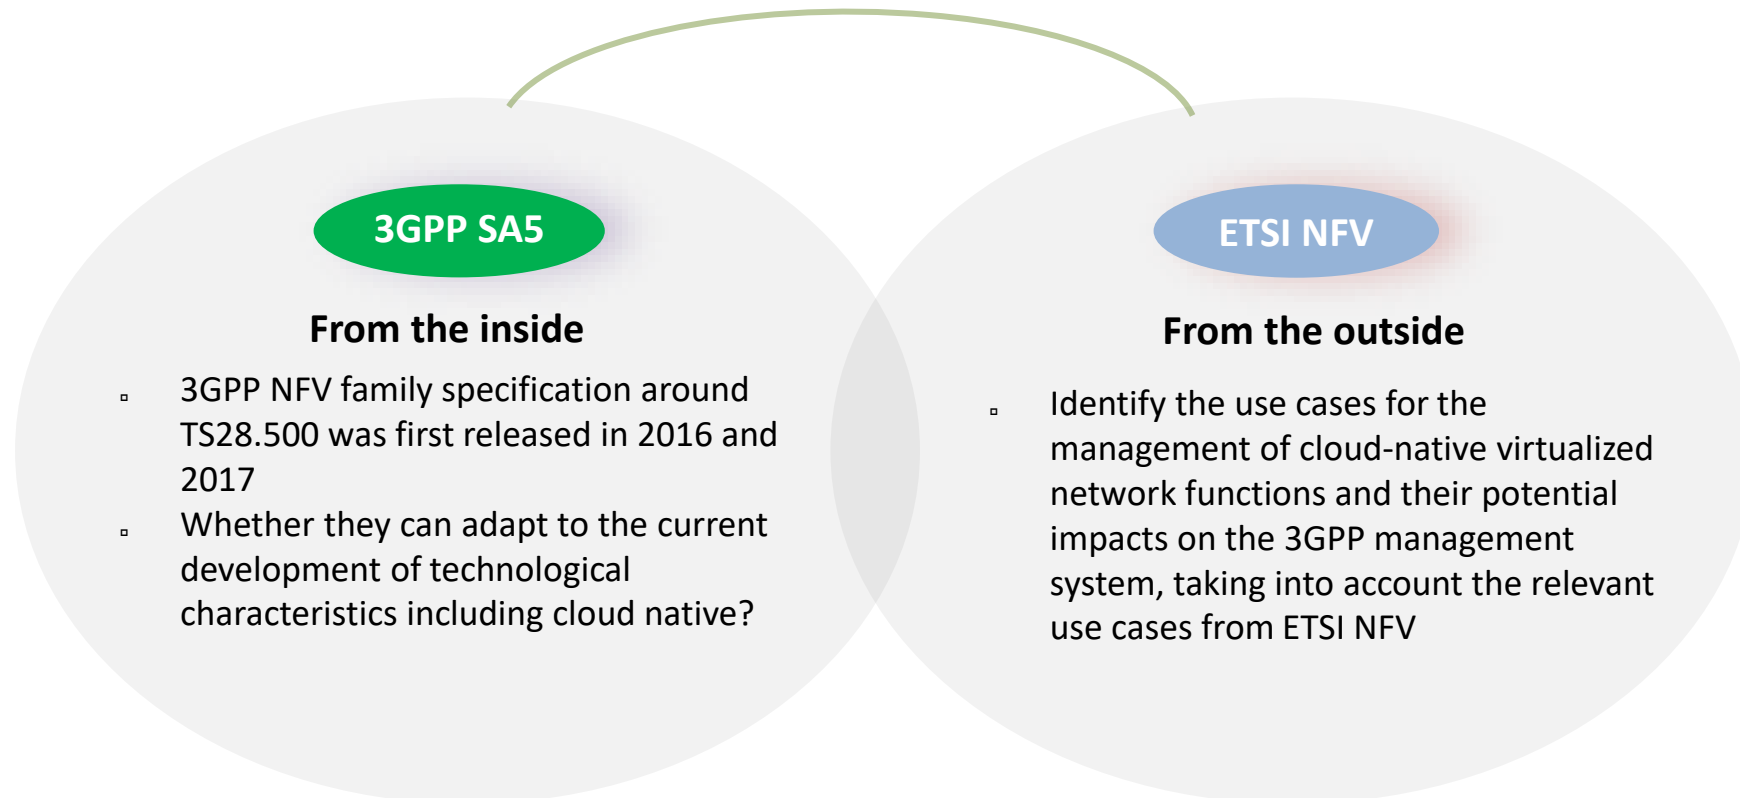 3GPP SA5
From the inside
3GPP NFV family specification around
TS28.500 was first released in 2016 and
2017
Whether they can adapt to the current
development of technological
characteristics including cloud native?
ETSI NFV
From the outside
Identify the use cases for the
management of cloud-native virtualized
network functions and their potential
impacts on the 3GPP management
system, taking into account the relevant
use cases from ETSI NFV